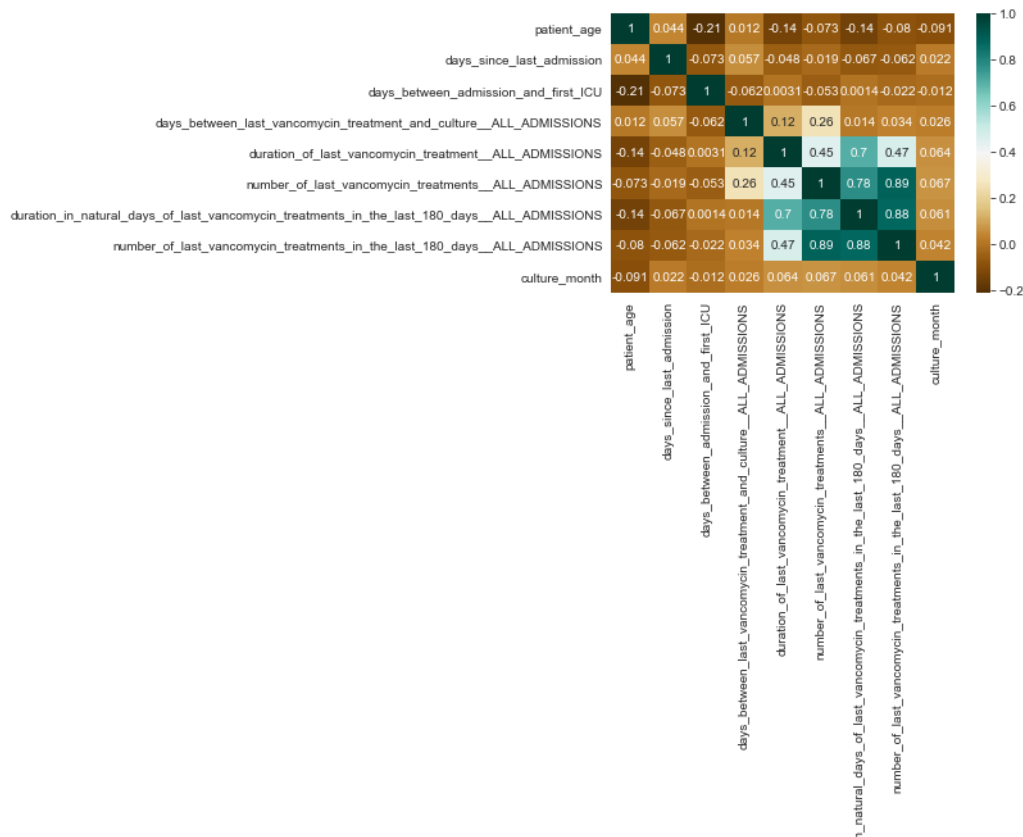 patient_age 1 0.044 -0.21 0.012 -0.14 -0.073 -0.14 -0.08 -0.091
days_since_last_admission 0.044 1 -0.073 0.057 -0.048 -0.019 -0.067 -0.062 0.022
days_between_admission_and_first_ICU -0.21 -0.073 1 -0.062 0.0031 -0.053 0.0014 -0.022 -0.012
days_between_last_vancomycin_treatment_and_culture__ALL_ADMISSIONS 0.012 0.057 -0.062 1 0.12 0.26 0.014 0.034 0.026
duration_of_last_vancomycin_treatment__ALL_ADMISSIONS -0.14 -0.048 0.0031 0.12 1 0.45 0.7 0.47 0.064
number_of_last_vancomycin_treatments__ALL_ADMISSIONS -0.073 -0.019 -0.053 0.26 0.45 1 0.78 0.89 0.067
duration_in_natural_days_of_last_vancomycin_treatments_in_the_last_180_days__ALL_ADMISSIONS -0.14 -0.067 0.0014 0.014 0.7 0.78 1 0.88 0.061
number_of_last_vancomycin_treatments_in_the_last_180_days__ALL_ADMISSIONS -0.08 -0.062 -0.022 0.034 0.47 0.89 0.88 1 0.042
culture_month -0.091 0.022 -0.012 0.026 0.064 0.067 0.061 0.042 1
patient_age
days_since_last_admission
days_between_admission_and_first_ICU
days_between_last_vancomycin_treatment_and_culture__ALL_ADMISSIONS
duration_of_last_vancomycin_treatment__ALL_ADMISSIONS
number_of_last_vancomycin_treatments__ALL_ADMISSIONS
n_natural_days_of_last_vancomycin_treatments_in_the_last_180_days__ALL_ADMISSIONS
number_of_last_vancomycin_treatments_in_the_last_180_days__ALL_ADMISSIONS
culture_month
1.0
0.8
0.6
0.4
0.2
0.0
-0.2